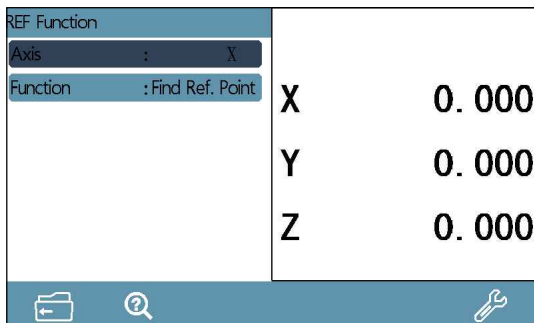 REF Function
Axis : X
Function : Find Ref. Point
X 0. 000
Y 0. 000
Z 0. 000